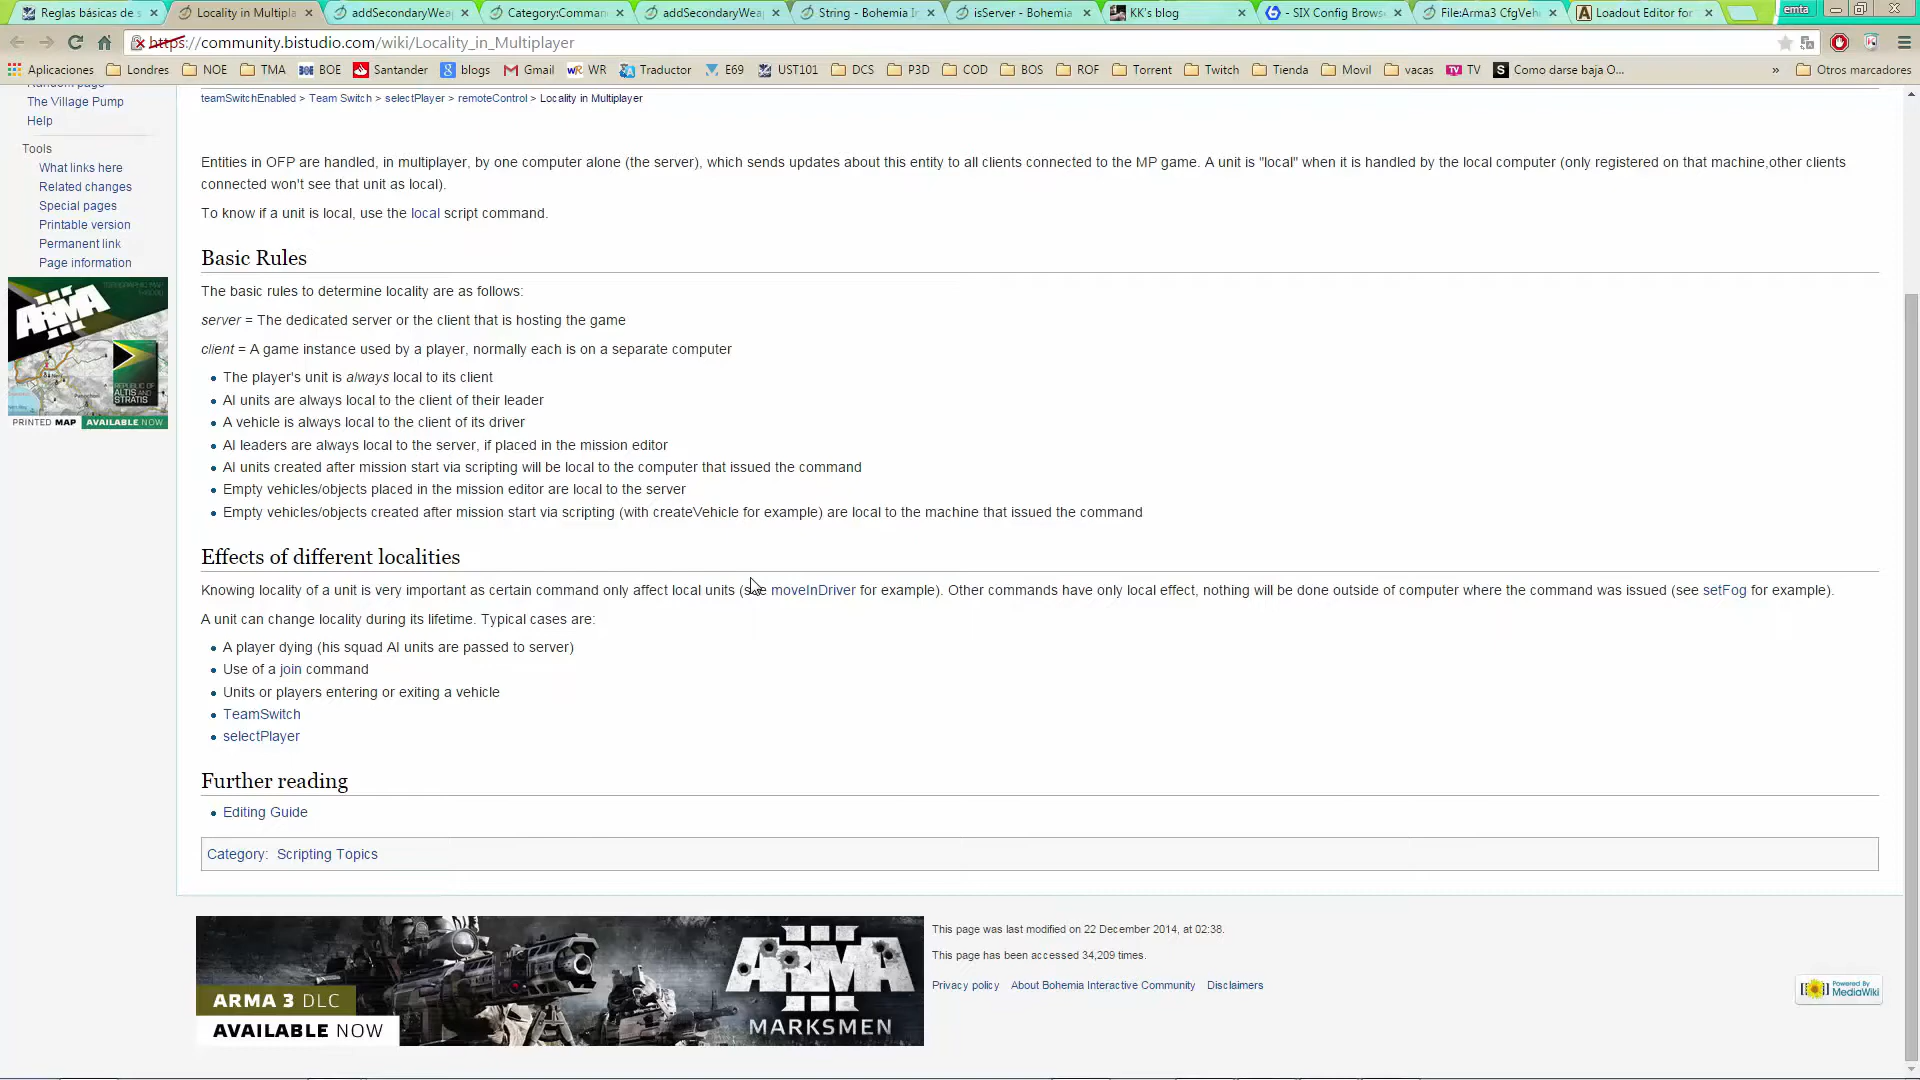 Reglas básicas de s
Locality in Multipla
addSecondaryWea
Category:Comman
addSecondaryWea
String - Bohemia In
isServer - Bohemia
KK's blog
- SIX Config Brows
File:Arma3 CfgVeh
Loadout Editor for
emta
https://community.bistudio.com/wiki/Locality_in_Multiplayer
Aplicaciones Londres NOE TMA BOE Santander blogs Gmail WR Traductor E69 UST101 DCS P3D COD BOS ROF Torrent Twitch Tienda Movil vacas TV Como darse baja O... » Otros marcadores
Random page
The Village Pump
Help
Tools
What links here
Related changes
Special pages
Printable version
Permanent link
Page information
ARMA III
REPUBLIC OF ALTIS AND STRATIS
PRINTED MAP AVAILABLE NOW
teamSwitchEnabled > Team Switch > selectPlayer > remoteControl > Locality in Multiplayer
Entities in OFP are handled, in multiplayer, by one computer alone (the server), which sends updates about this entity to all clients connected to the MP game. A unit is "local" when it is handled by the local computer (only registered on that machine,other clients
connected won't see that unit as local).
To know if a unit is local, use the local script command.
Basic Rules
The basic rules to determine locality are as follows:
server = The dedicated server or the client that is hosting the game
client = A game instance used by a player, normally each is on a separate computer
The player's unit is always local to its client
AI units are always local to the client of their leader
A vehicle is always local to the client of its driver
AI leaders are always local to the server, if placed in the mission editor
AI units created after mission start via scripting will be local to the computer that issued the command
Empty vehicles/objects placed in the mission editor are local to the server
Empty vehicles/objects created after mission start via scripting (with createVehicle for example) are local to the machine that issued the command
Effects of different localities
Knowing locality of a unit is very important as certain command only affect local units (see moveInDriver for example). Other commands have only local effect, nothing will be done outside of computer where the command was issued (see setFog for example).
A unit can change locality during its lifetime. Typical cases are:
A player dying (his squad AI units are passed to server)
Use of a join command
Units or players entering or exiting a vehicle
TeamSwitch
selectPlayer
Further reading
Editing Guide
Category: Scripting Topics
ARMA 3 DLC
AVAILABLE NOW
ARMA III
MARKSMEN
This page was last modified on 22 December 2014, at 02:38.
This page has been accessed 34,209 times.
Privacy policy About Bohemia Interactive Community Disclaimers
Powered By
MediaWiki